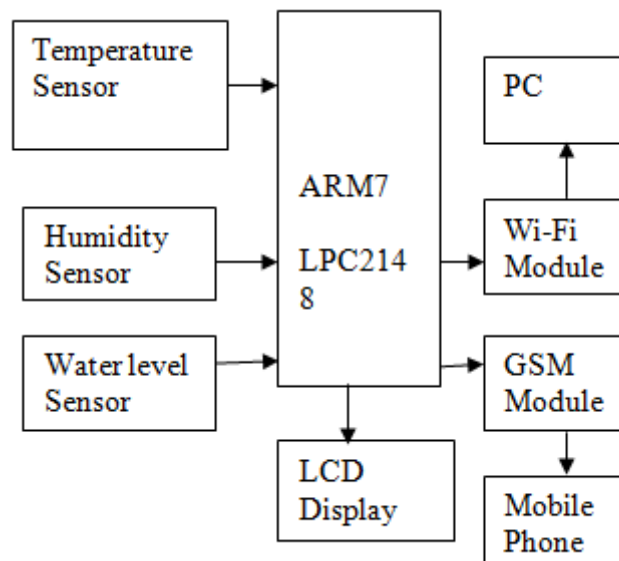 Temperature
Sensor
Humidity
Sensor
Water level
Sensor
ARM7
LPC214
8
LCD
Display
PC
Wi-Fi
Module
GSM
Module
Mobile
Phone